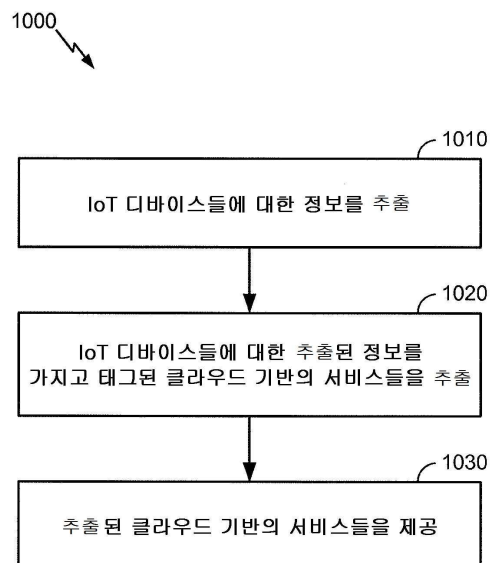 1000
1010
IoT 디바이스들에 대한 정보를 추출
1020
IoT 디바이스들에 대한 추출된 정보를
가지고 태그된 클라우드 기반의 서비스들을 추출
1030
추출된 클라우드 기반의 서비스들을 제공